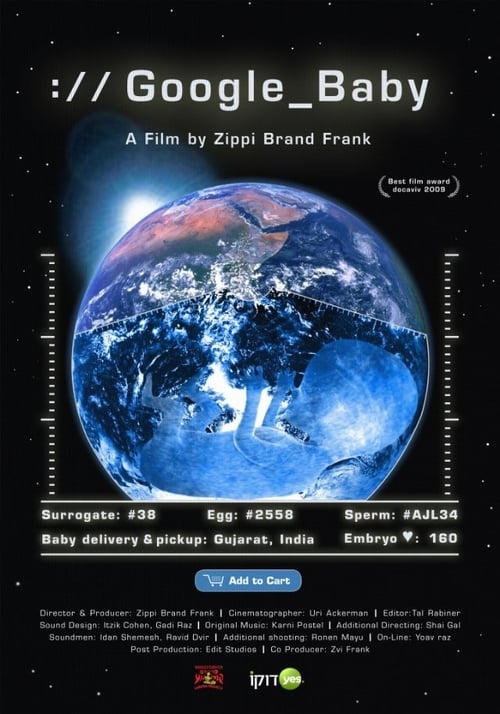 :// Google_Baby
A Film by Zippi Brand Frank
Best film award
docaviv 2009
Surrogate: #38 Egg: #2558 Sperm: #AJL34
Baby delivery & pickup: Gujarat, India Embryo ♥: 160
Add to Cart
Director & Producer: Zippi Brand Frank | Cinematographer: Uri Ackerman | Editor:Tal Rabiner
Sound Design: Itzik Cohen, Gadi Raz | Original Music: Karni Postel | Additional Directing: Shai Gal
Soundmen: Idan Shemesh, Ravid Dvir | Additional shooting: Ronen Mayu | On-Line: Yoav raz
Post Production: Edit Studios | Co Producer: Zvi Frank
דוקו yes.